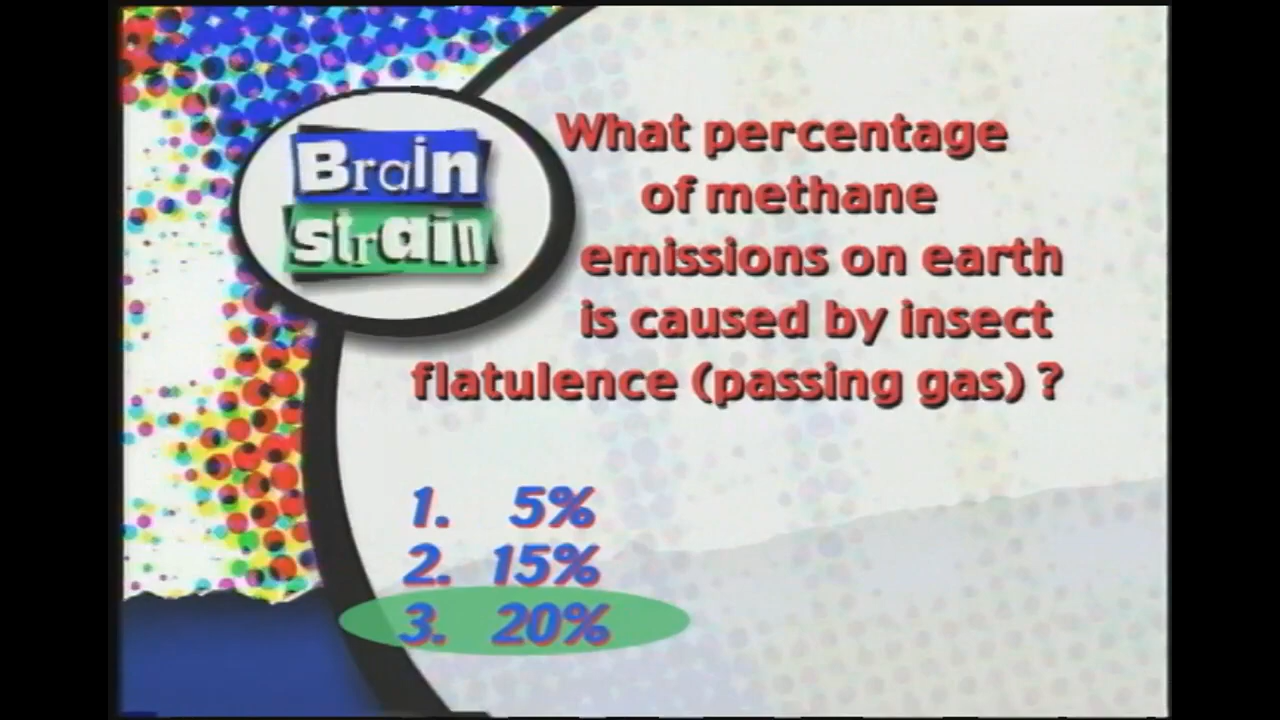 Brain
strain
What percentage
of methane
emissions on earth
is caused by insect
flatulence (passing gas) ?
1. 5%
2. 15%
3. 20%